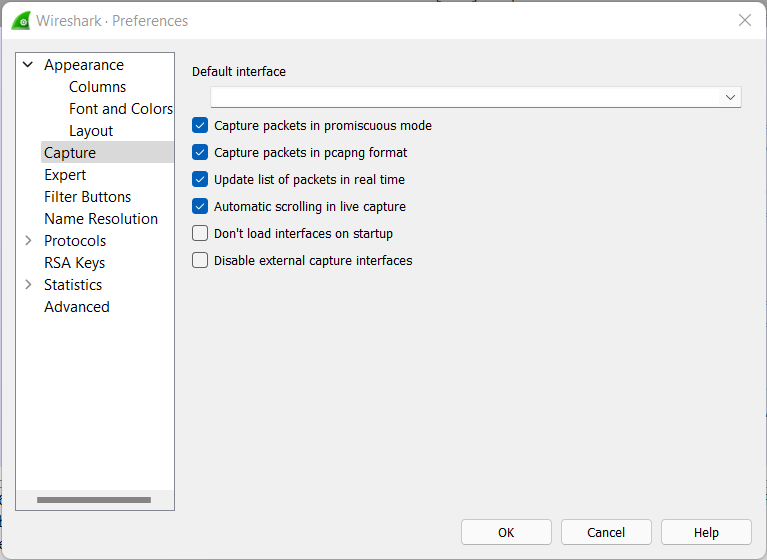 Wireshark · Preferences
Appearance
Columns
Font and Colors
Layout
Capture
Expert
Filter Buttons
Name Resolution
Protocols
RSA Keys
Statistics
Advanced
Default interface
Capture packets in promiscuous mode
Capture packets in pcapng format
Update list of packets in real time
Automatic scrolling in live capture
Don't load interfaces on startup
Disable external capture interfaces
OK
Cancel
Help